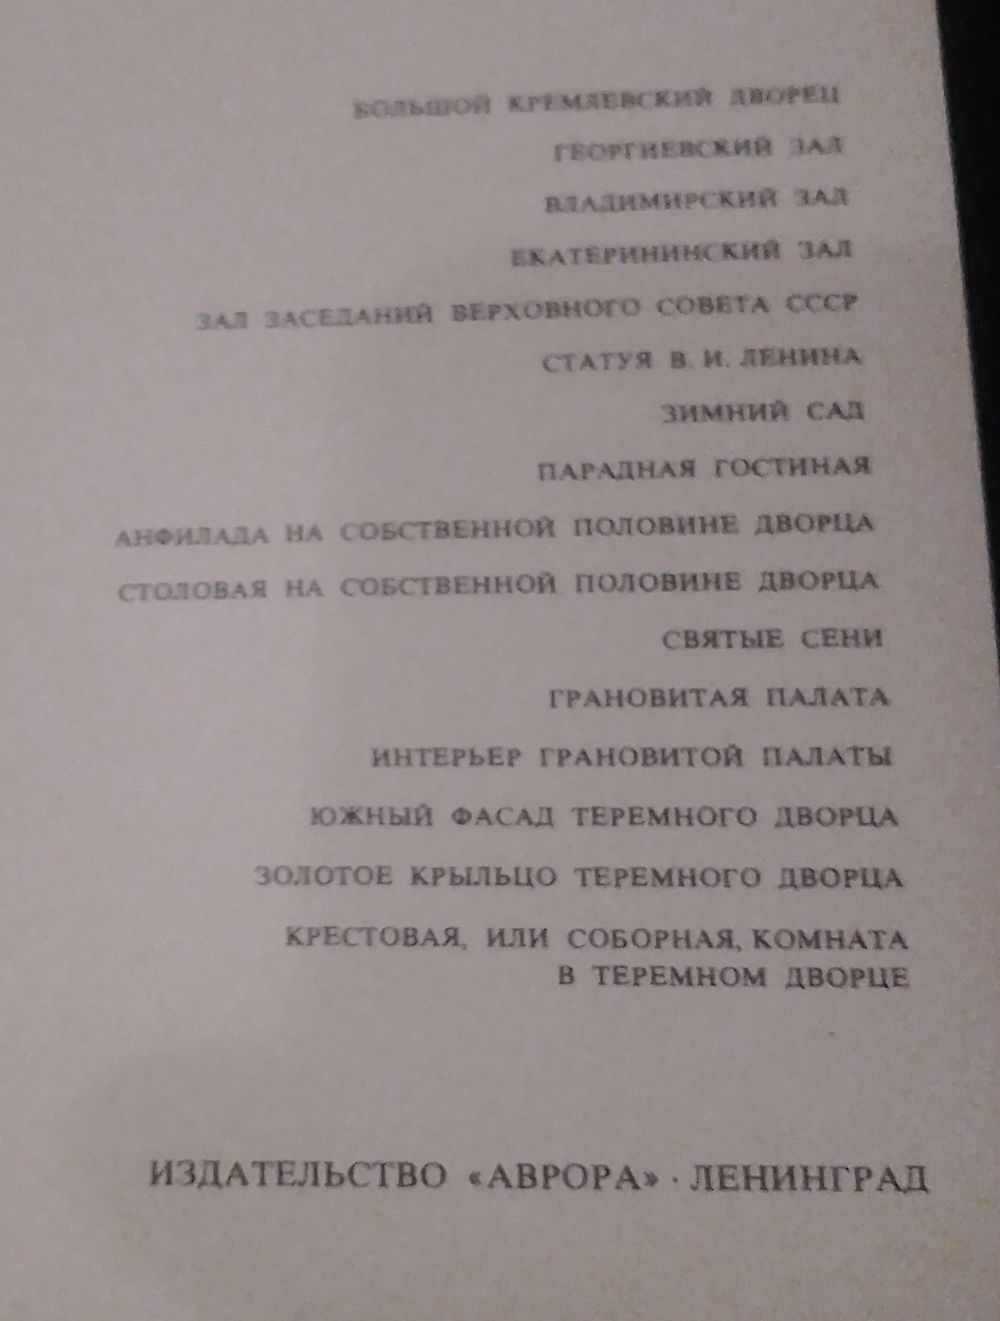 БОЛЬШОЙ КРЕМЛЕВСКИЙ ДВОРЕЦ
ГЕОРГИЕВСКИЙ ЗАЛ
ВЛАДИМИРСКИЙ ЗАЛ
ЕКАТЕРИНИНСКИЙ ЗАЛ
ЗАЛ ЗАСЕДАНИЙ ВЕРХОВНОГО СОВЕТА СССР
СТАТУЯ В. И. ЛЕНИНА
ЗИМНИЙ САД
ПАРАДНАЯ ГОСТИНАЯ
АНФИЛАДА НА СОБСТВЕННОЙ ПОЛОВИНЕ ДВОРЦА
СТОЛОВАЯ НА СОБСТВЕННОЙ ПОЛОВИНЕ ДВОРЦА
СВЯТЫЕ СЕНИ
ГРАНОВИТАЯ ПАЛАТА
ИНТЕРЬЕР ГРАНОВИТОЙ ПАЛАТЫ
ЮЖНЫЙ ФАСАД ТЕРЕМНОГО ДВОРЦА
ЗОЛОТОЕ КРЫЛЬЦО ТЕРЕМНОГО ДВОРЦА
КРЕСТОВАЯ, ИЛИ СОБОРНАЯ, КОМНАТА
В ТЕРЕМНОМ ДВОРЦЕ
ИЗДАТЕЛЬСТВО «АВРОРА» · ЛЕНИНГРАД